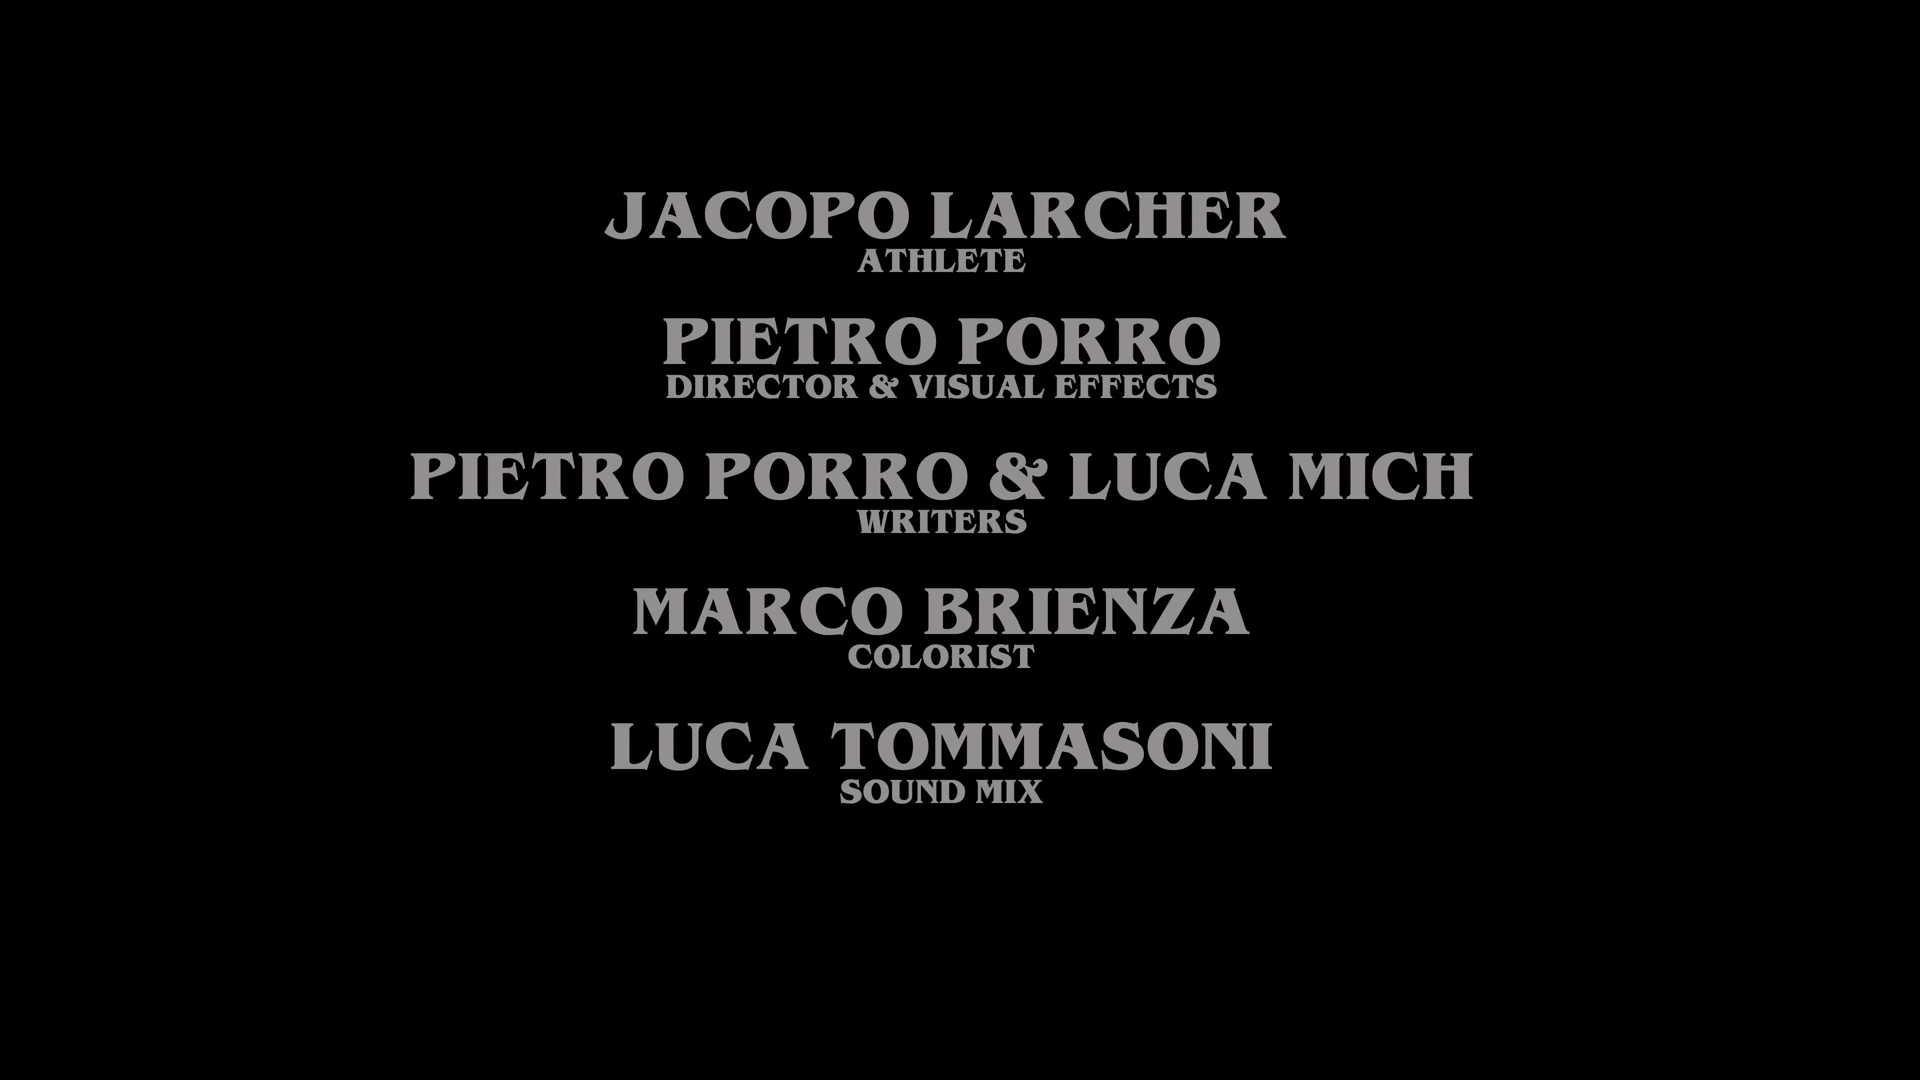 JACOPO LARCHER
ATHLETE
PIETRO PORRO
DIRECTOR & VISUAL EFFECTS
PIETRO PORRO & LUCA MICH
WRITERS
MARCO BRIENZA
COLORIST
LUCA TOMMASONI
SOUND MIX